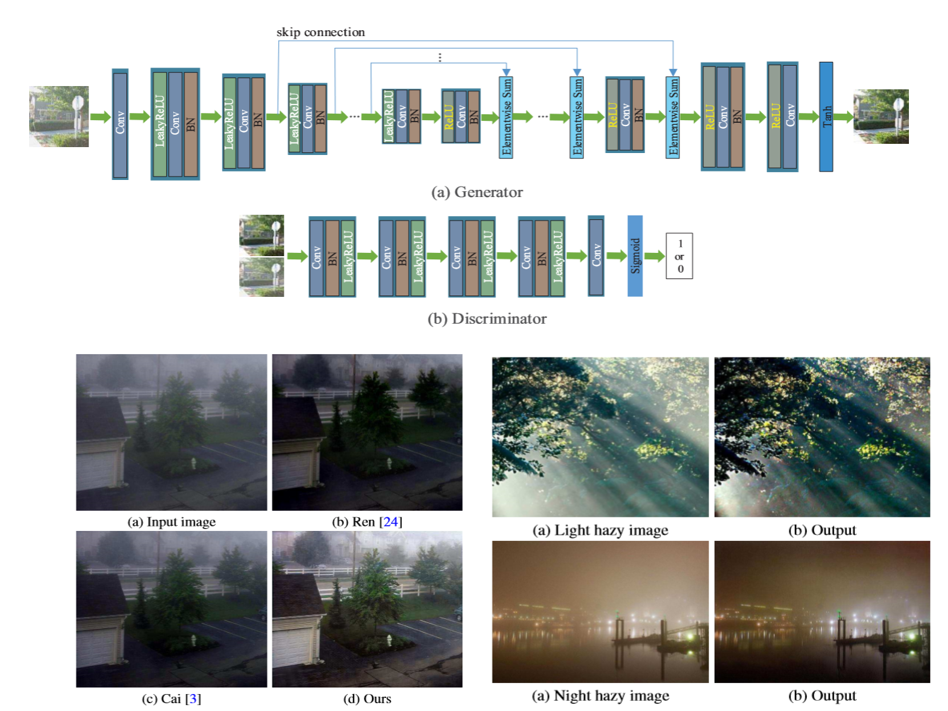 skip connection
...
Conv
LeakyReLU
Conv
BN
LeakyReLU
Conv
BN
LeakyReLU
Conv
BN
...
LeakyReLU
Conv
BN
ReLU
Conv
BN
Elementwise Sum
...
Elementwise Sum
ReLU
Conv
BN
Elementwise Sum
ReLU
Conv
BN
ReLU
Conv
Tanh
(a) Generator
Conv
BN
LeakyReLU
Conv
BN
LeakyReLU
Conv
BN
LeakyReLU
Conv
BN
LeakyReLU
Conv
Sigmoid
1
or
0
(b) Discriminator
(a) Input image
(b) Ren [24]
(c) Cai [3]
(d) Ours
(a) Light hazy image
(b) Output
(a) Night hazy image
(b) Output